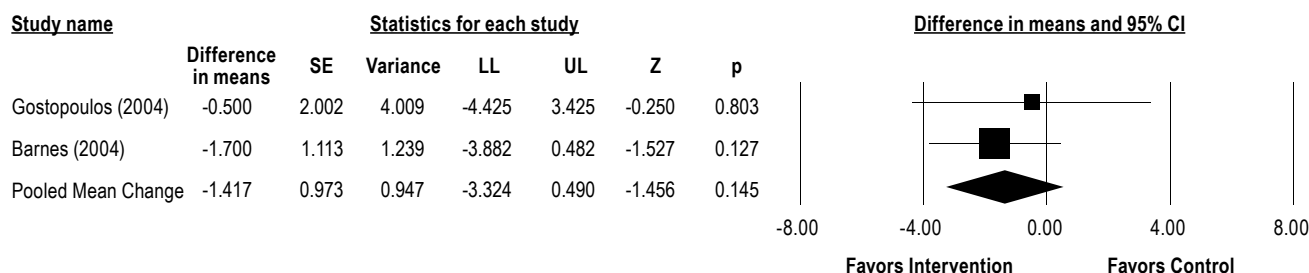 Study name Statistics for each study Difference in means and 95% CI
Difference in means SE Variance LL UL Z p
Gostopoulos (2004) -0.500 2.002 4.009 -4.425 3.425 -0.250 0.803
Barnes (2004) -1.700 1.113 1.239 -3.882 0.482 -1.527 0.127
Pooled Mean Change -1.417 0.973 0.947 -3.324 0.490 -1.456 0.145
-8.00 -4.00 0.00 4.00 8.00
Favors Intervention Favors Control